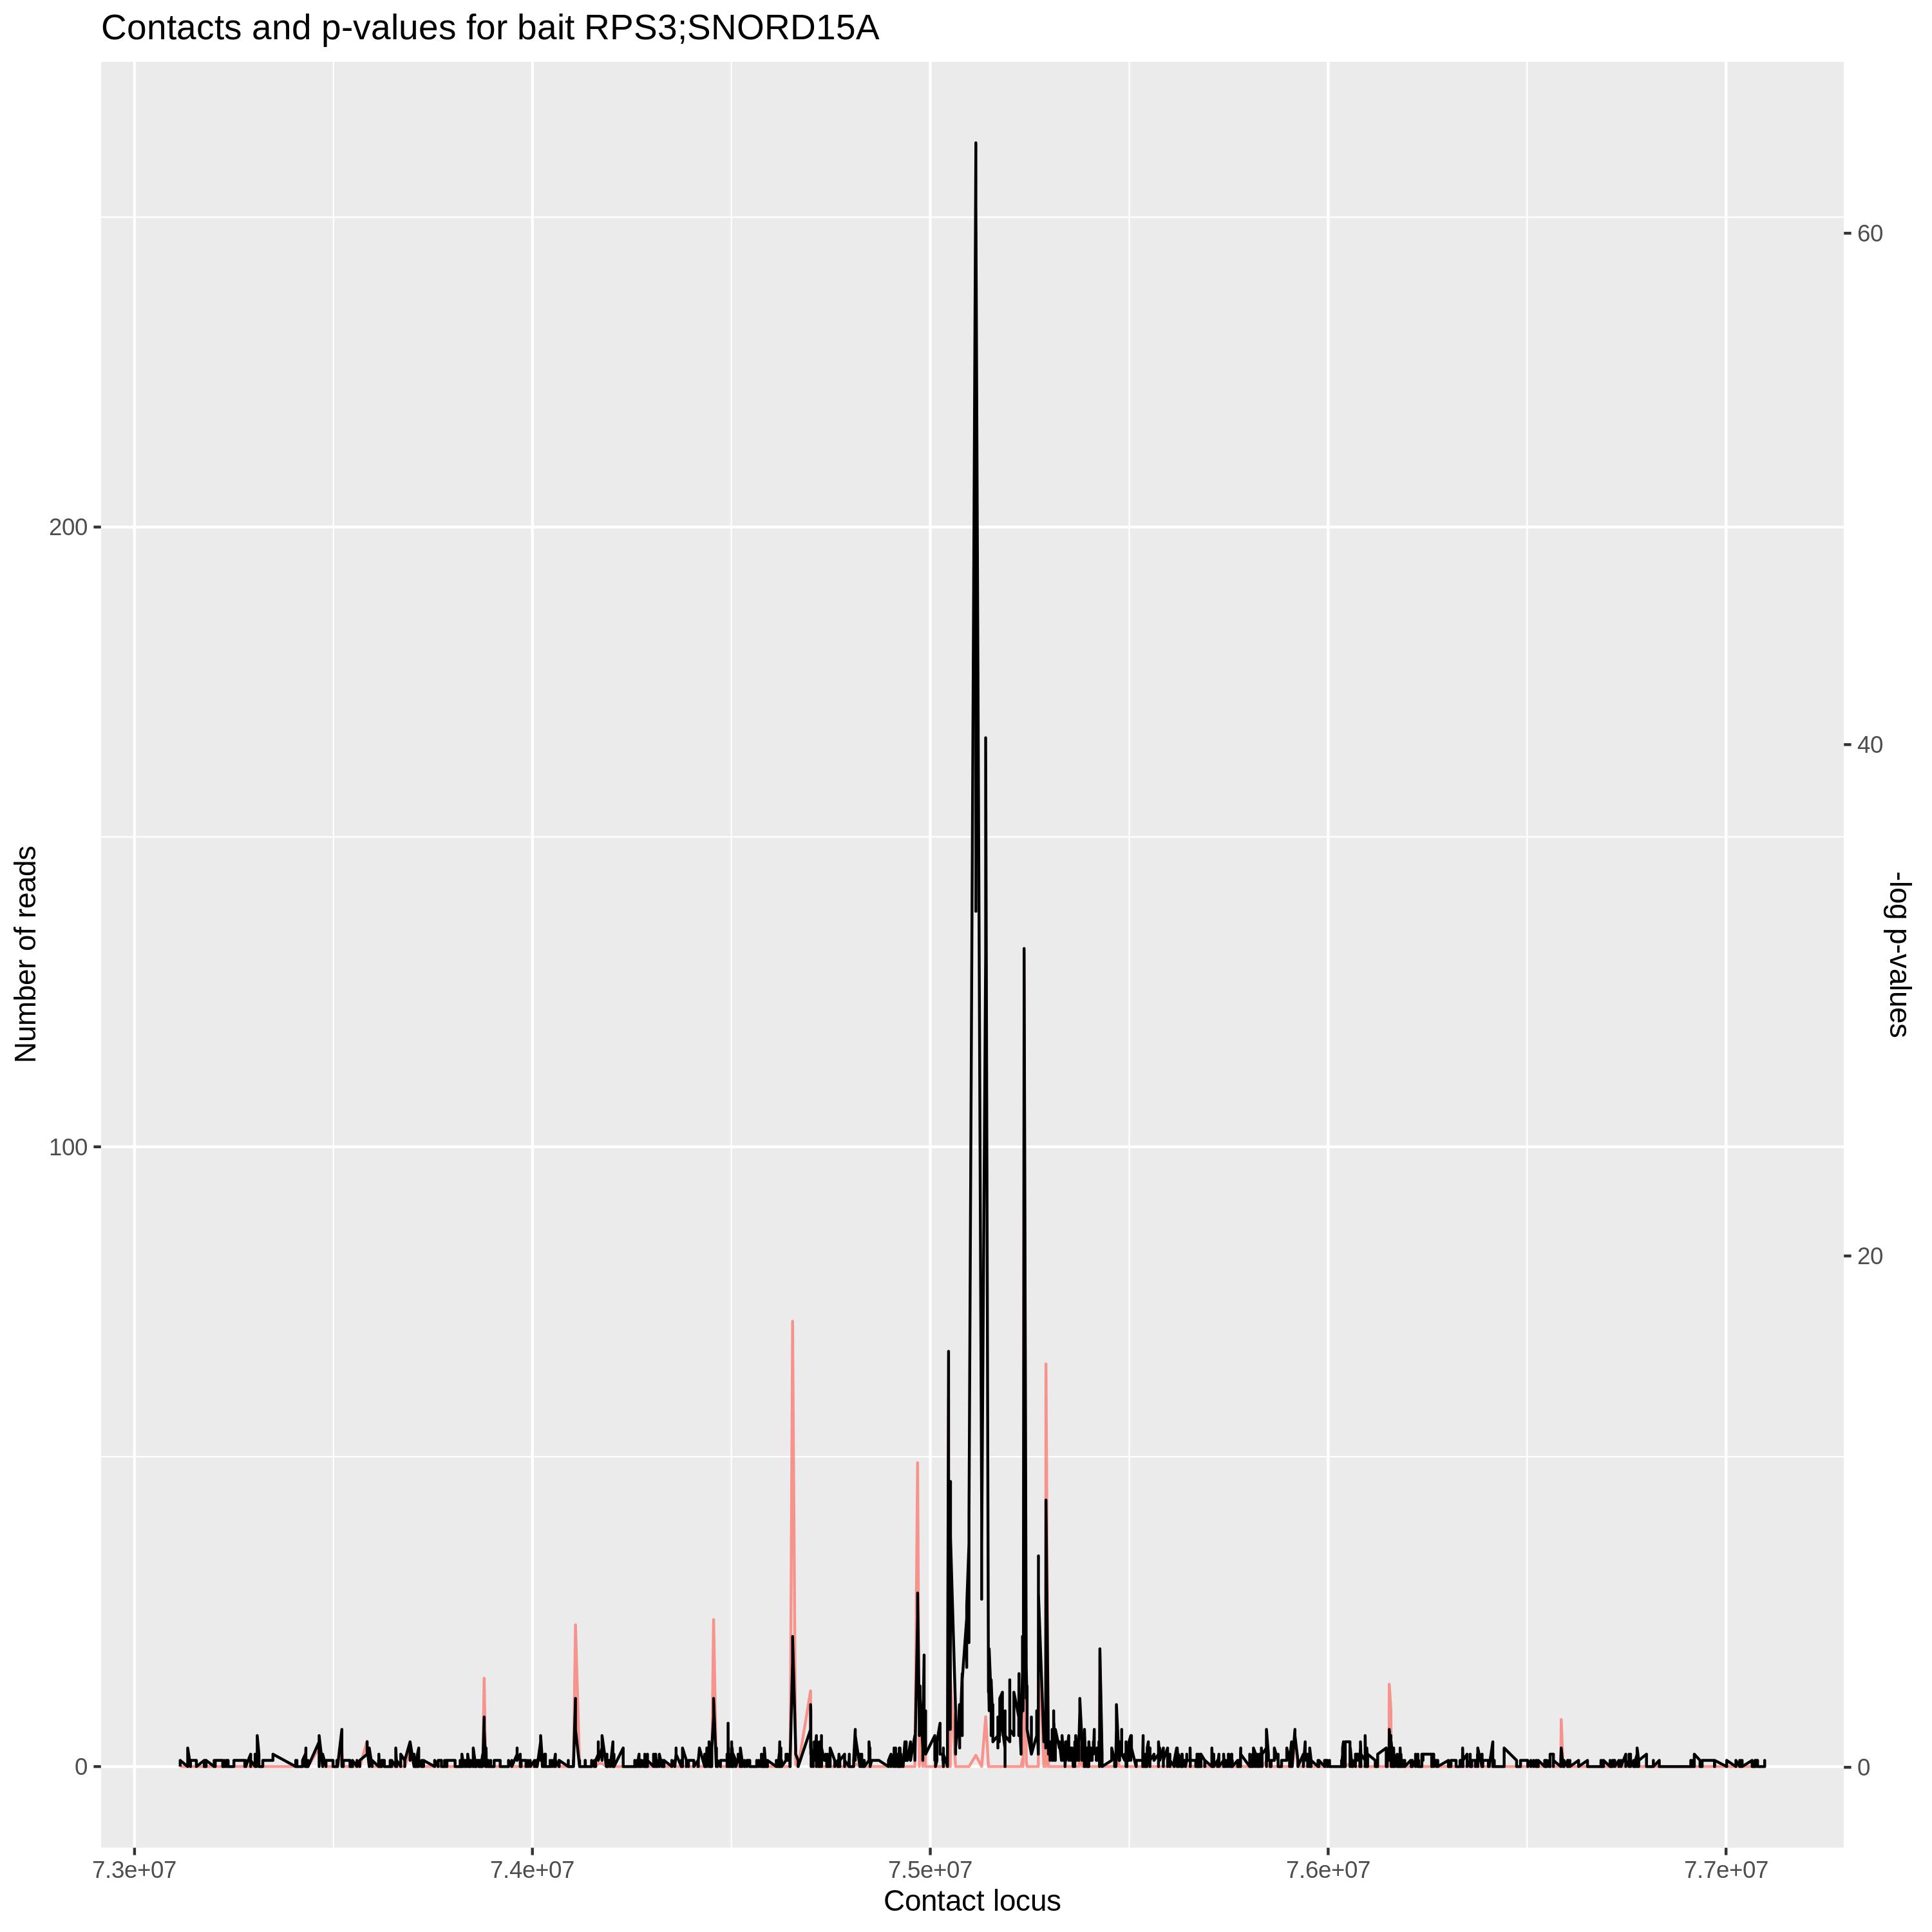 Contacts and p-values for bait RPS3;SNORD15A
Number of reads
200
100
0
60
40
20
0
-log p-values
7.3e+07
7.4e+07
7.5e+07
7.6e+07
7.7e+07
Contact locus